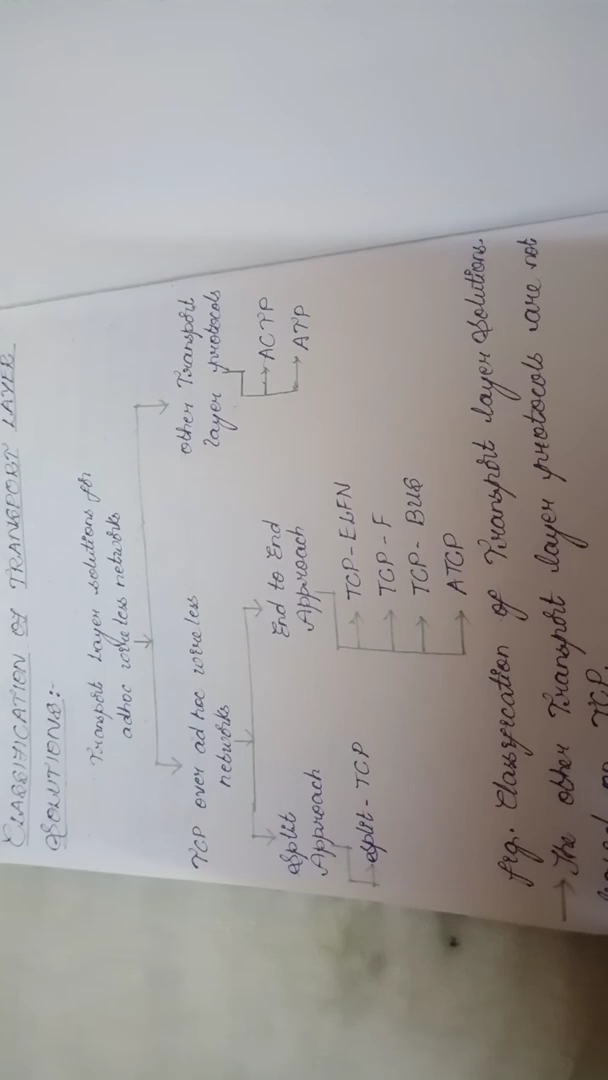 CLASSIFICATION OF TRANSPORT LAYER
SOLUTIONS:-
Transport Layer solutions for
adhoc wireless networks
TCP over ad hoc wireless
networks
Other Transport
layer protocols
Split
Approach
Split-TCP
End to End
Approach
TCP-ELFN
TCP-F
TCP-BUS
ATCP
ACTP
ATP
fig. Classification of Transport layer Solutions.
→ The other Transport layer protocols are not
based on TCP.